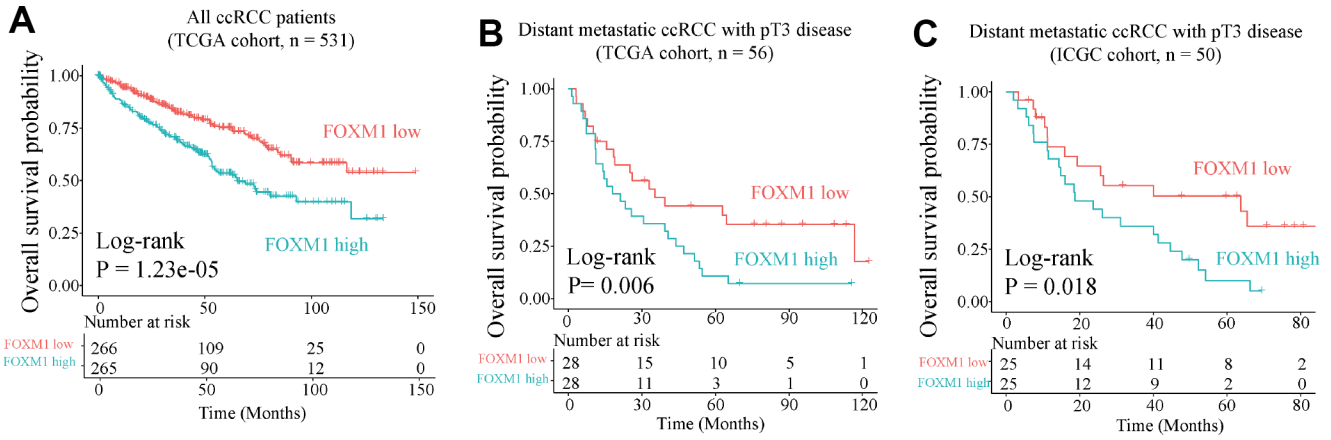 A
All ccRCC patients
(TCGA cohort, n = 531)
Overall survival probability
1.00
0.75
0.50
0.25
0.00
FOXM1 low
FOXM1 high
Log-rank
P = 1.23e-05
0 50 100 150
Number at risk
FOXM1 low 266 109 25 0
FOXM1 high 265 90 12 0
0 50 100 150
Time (Months)
B
Distant metastatic ccRCC with pT3 disease
(TCGA cohort, n = 56)
Overall survival probability
1.00
0.75
0.50
0.25
0.00
FOXM1 low
FOXM1 high
Log-rank
P= 0.006
0 30 60 90 120
Number at risk
FOXM1 low 28 15 10 5 1
FOXM1 high 28 11 3 1 0
0 30 60 90 120
Time (Months)
C
Distant metastatic ccRCC with pT3 disease
(ICGC cohort, n = 50)
Overall survival probability
1.00
0.75
0.50
0.25
0.00
FOXM1 low
FOXM1 high
Log-rank
P = 0.018
0 20 40 60 80
Number at risk
FOXM1 low 25 14 11 8 2
FOXM1 high 25 12 9 2 0
0 20 40 60 80
Time (Months)